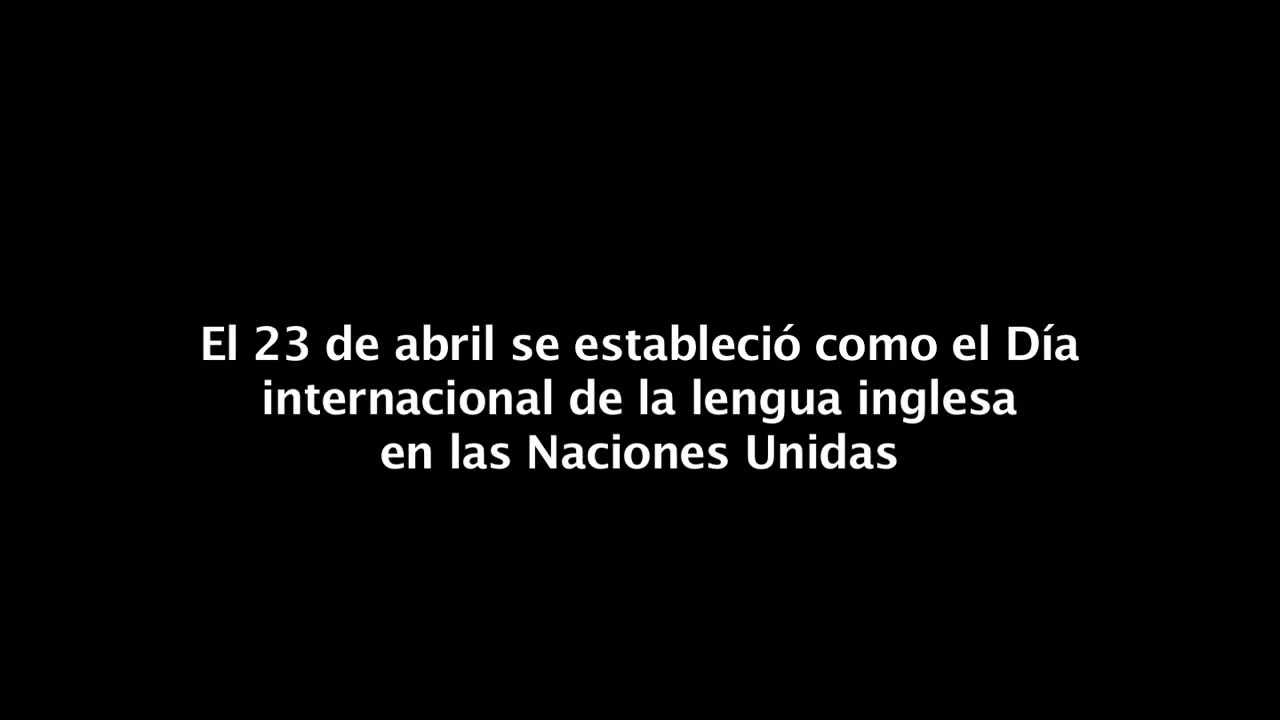 El 23 de abril se estableció como el Día
internacional de la lengua inglesa
en las Naciones Unidas